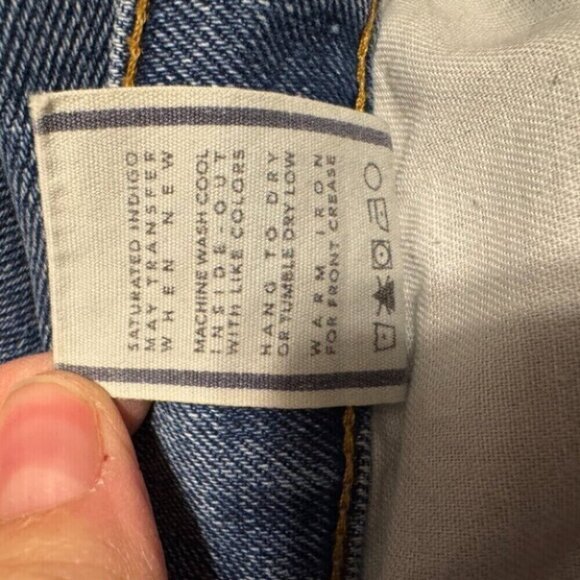 SATURATED INDIGO
MAY TRANSFER
WHEN NEW
MACHINE WASH COOL
INSIDE-OUT
WITH LIKE COLORS
HANG TO DRY
OR TUMBLE DRY LOW
WARM IRON
FOR FRONT CREASE